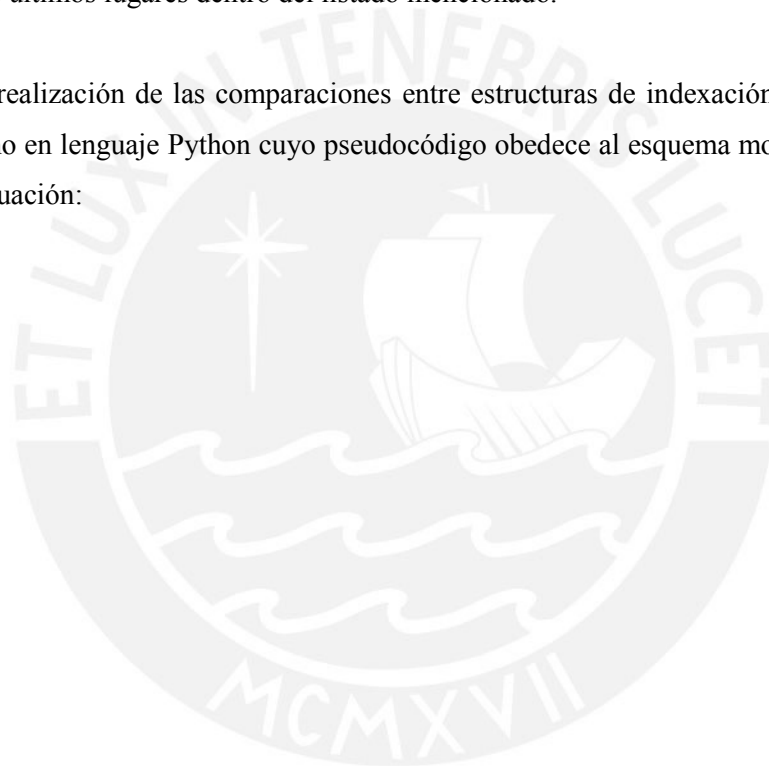 últimos lugares dentro del listado mencionado.
realización de las comparaciones entre estructuras de indexación
o en lenguaje Python cuyo pseudocódigo obedece al esquema mo
uación:
ET LUX IN TENEBRIS LUCET
MCMXVII